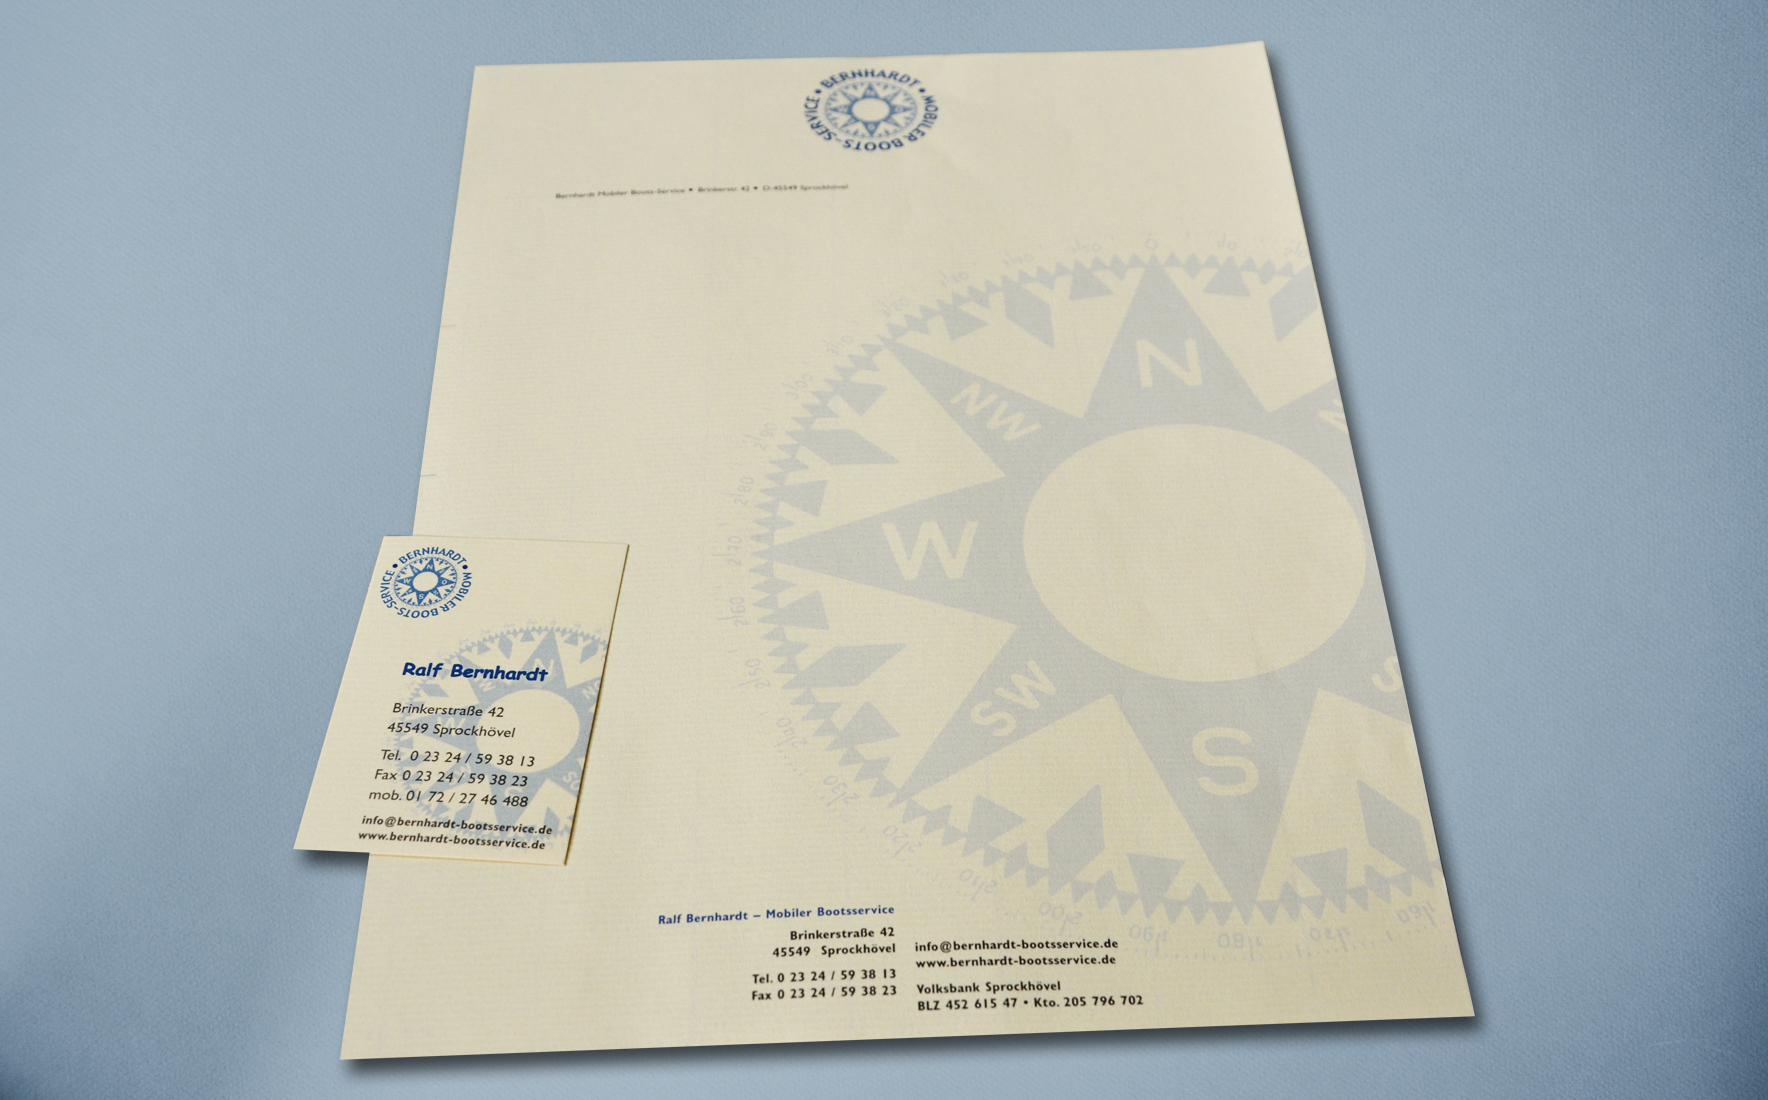 BERNHARDT • MOBILER BOOTS-SERVICE •
Bernhardt Mobiler Boots-Service • Brinkerstr. 42 • D-45549 Sprockhövel
N
NW
W
SW
S
BERNHARDT • MOBILER BOOTS-SERVICE •
Ralf Bernhardt
Brinkerstraße 42
45549 Sprockhövel
Tel. 0 23 24 / 59 38 13
Fax 0 23 24 / 59 38 23
mob. 01 72 / 27 46 488
info@bernhardt-bootsservice.de
www.bernhardt-bootsservice.de
Ralf Bernhardt – Mobiler Bootsservice
Brinkerstraße 42
45549 Sprockhövel
Tel. 0 23 24 / 59 38 13
Fax 0 23 24 / 59 38 23
info@bernhardt-bootsservice.de
www.bernhardt-bootsservice.de
Volksbank Sprockhövel
BLZ 452 615 47 • Kto. 205 796 702